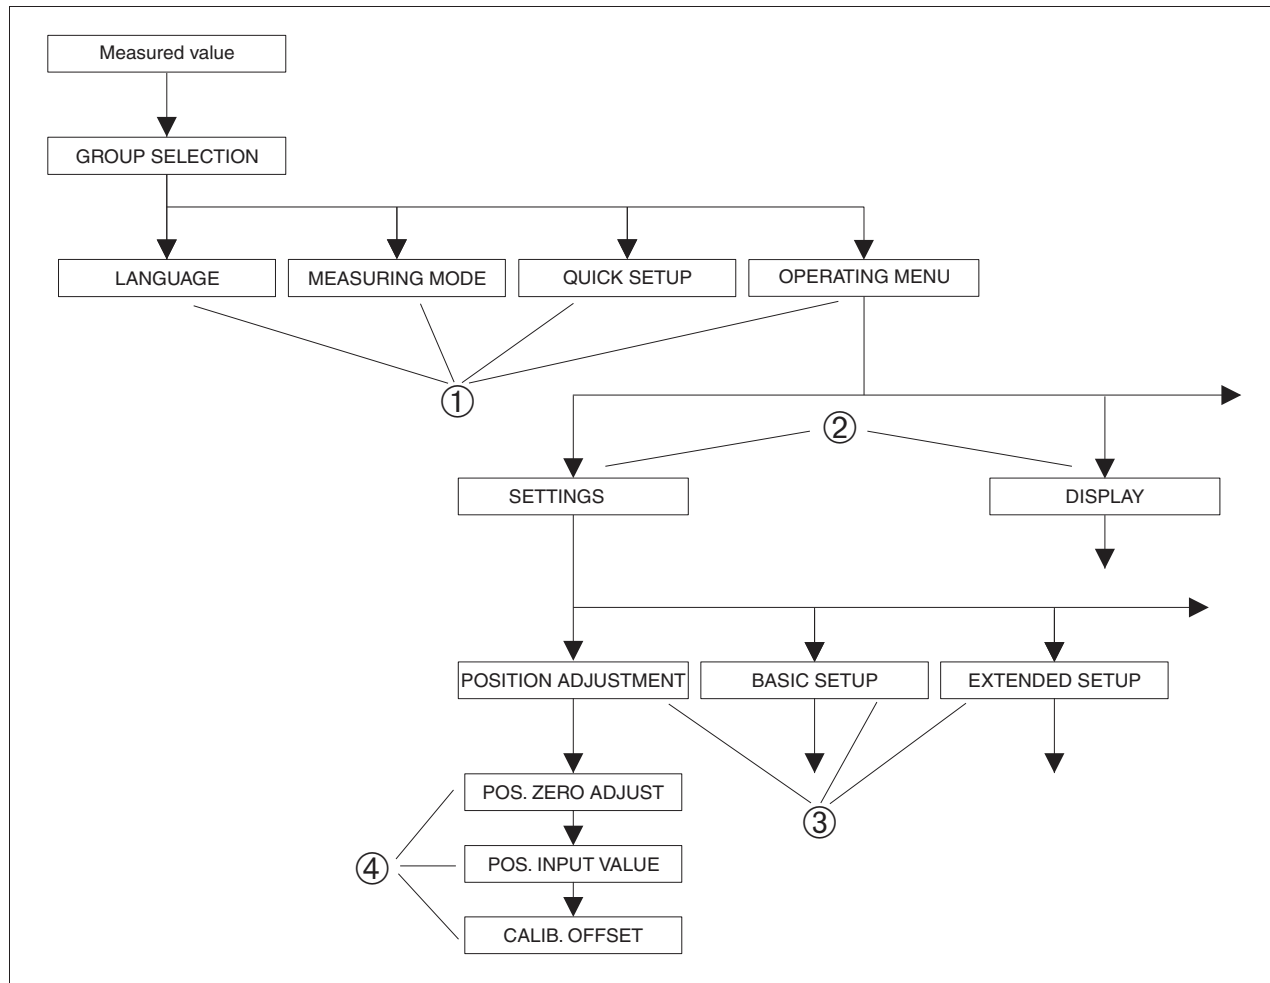 Measured value
GROUP SELECTION
LANGUAGE
MEASURING MODE
QUICK SETUP
OPERATING MENU
①
②
SETTINGS
DISPLAY
POSITION ADJUSTMENT
BASIC SETUP
EXTENDED SETUP
POS. ZERO ADJUST
③
④
POS. INPUT VALUE
CALIB. OFFSET